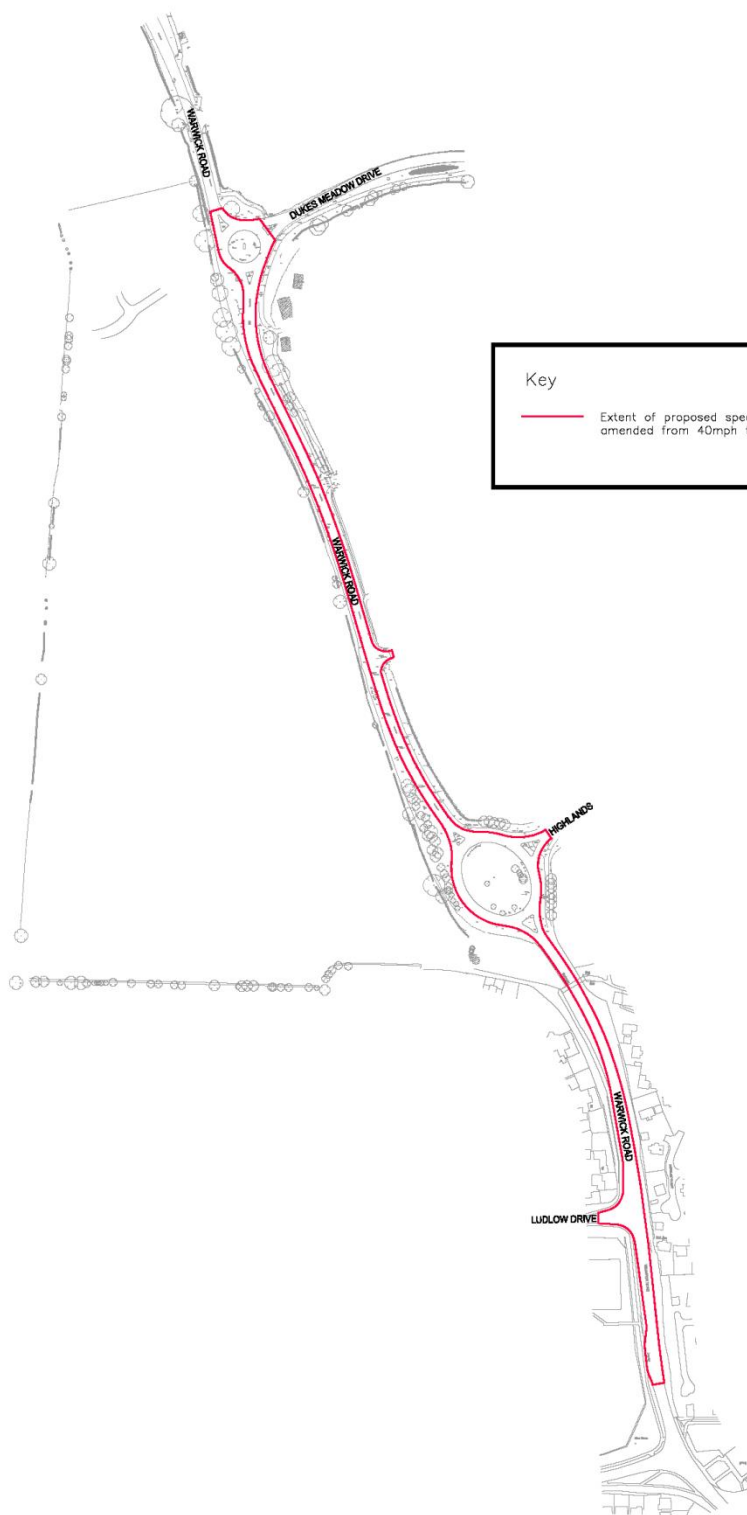 WARWICK ROAD
DUKES MEADOW DRIVE
Key
Extent of proposed spe
amended from 40mph
WARWICK ROAD
HIGHLANDS
WARWICK ROAD
LUDLOW DRIVE